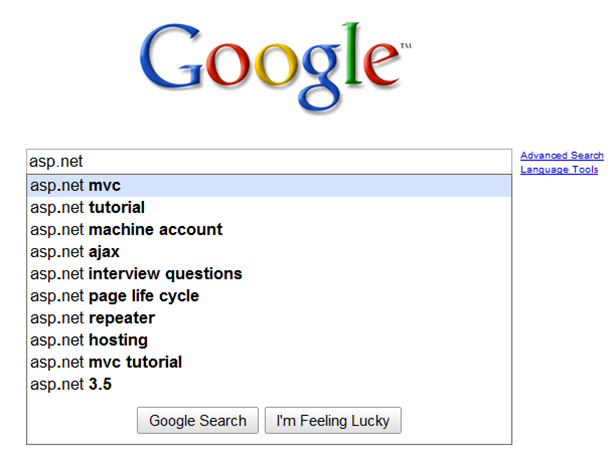 Google™
asp.net
Advanced Search
Language Tools
asp.net mvc
asp.net tutorial
asp.net machine account
asp.net ajax
asp.net interview questions
asp.net page life cycle
asp.net repeater
asp.net hosting
asp.net mvc tutorial
asp.net 3.5
Google Search I'm Feeling Lucky